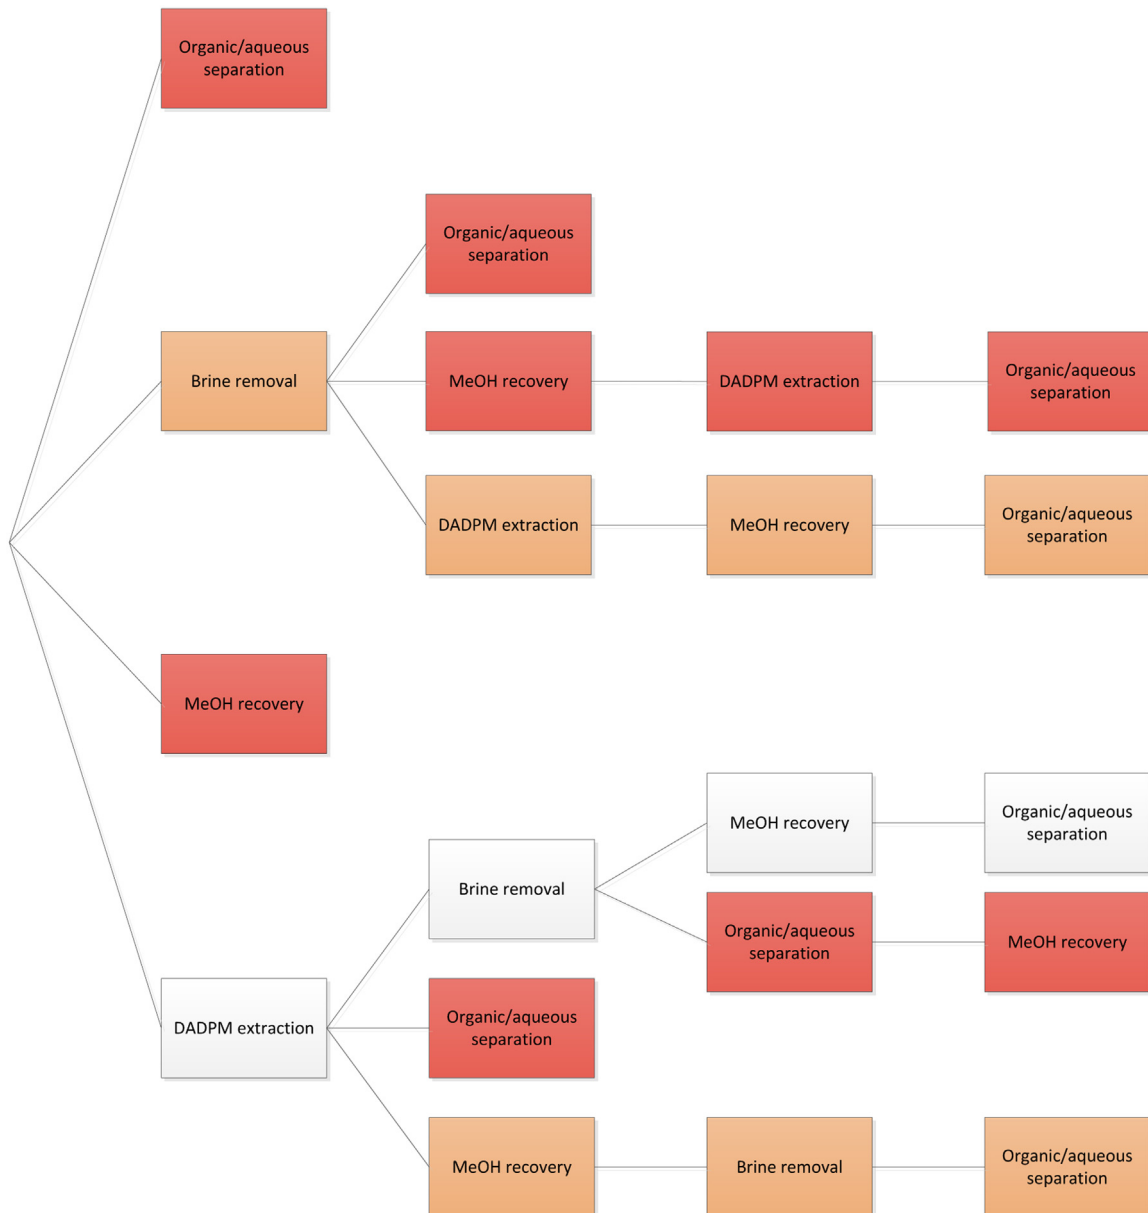 Organic/aqueous
separation
Organic/aqueous
separation
Brine removal
MeOH recovery
DADPM extraction
Organic/aqueous
separation
DADPM extraction
MeOH recovery
Organic/aqueous
separation
MeOH recovery
MeOH recovery
Organic/aqueous
separation
Brine removal
Organic/aqueous
separation
MeOH recovery
DADPM extraction
Organic/aqueous
separation
MeOH recovery
Brine removal
Organic/aqueous
separation